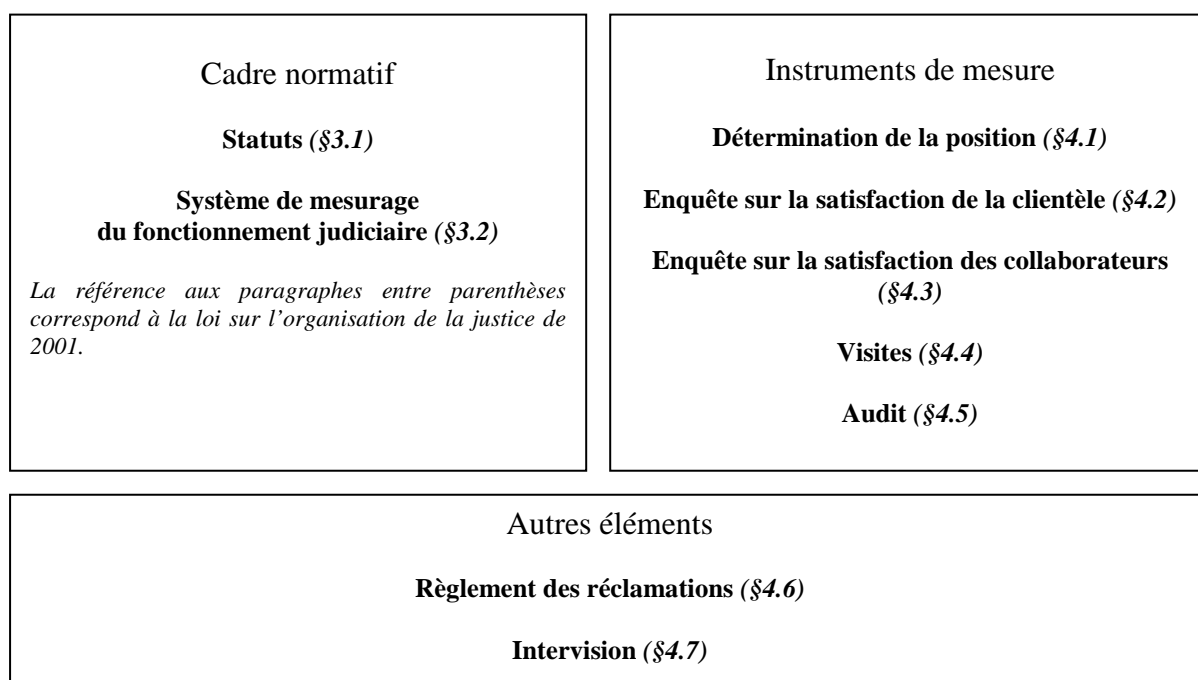 Cadre normatif
Statuts (§3.1)
Système de mesurage
du fonctionnement judiciaire (§3.2)
La référence aux paragraphes entre parenthèses
correspond à la loi sur l'organisation de la justice de
2001.
Instruments de mesure
Détermination de la position (§4.1)
Enquête sur la satisfaction de la clientèle (§4.2)
Enquête sur la satisfaction des collaborateurs
(§4.3)
Visites (§4.4)
Audit (§4.5)
Autres éléments
Règlement des réclamations (§4.6)
Intervision (§4.7)